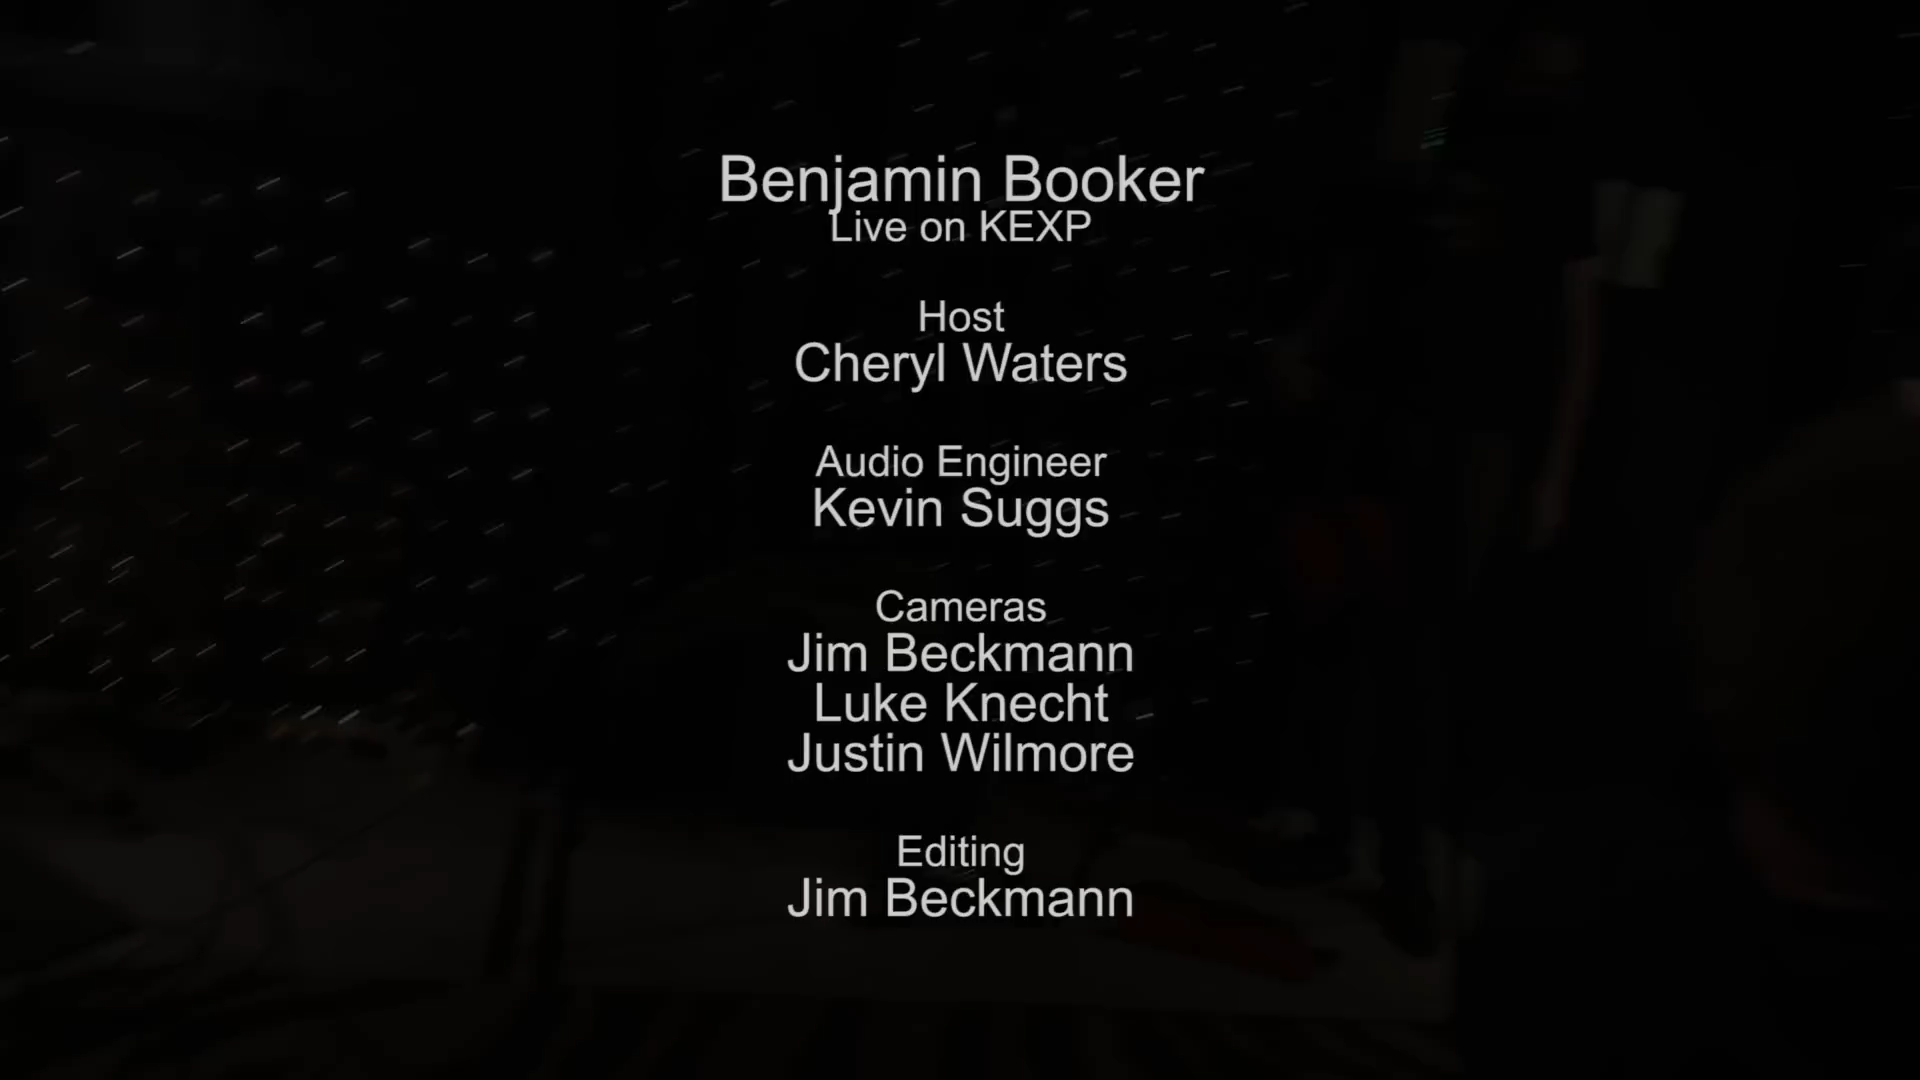 Benjamin Booker
Live on KEXP
Host
Cheryl Waters
Audio Engineer
Kevin Suggs
Cameras
Jim Beckmann
Luke Knecht
Justin Wilmore
Editing
Jim Beckmann